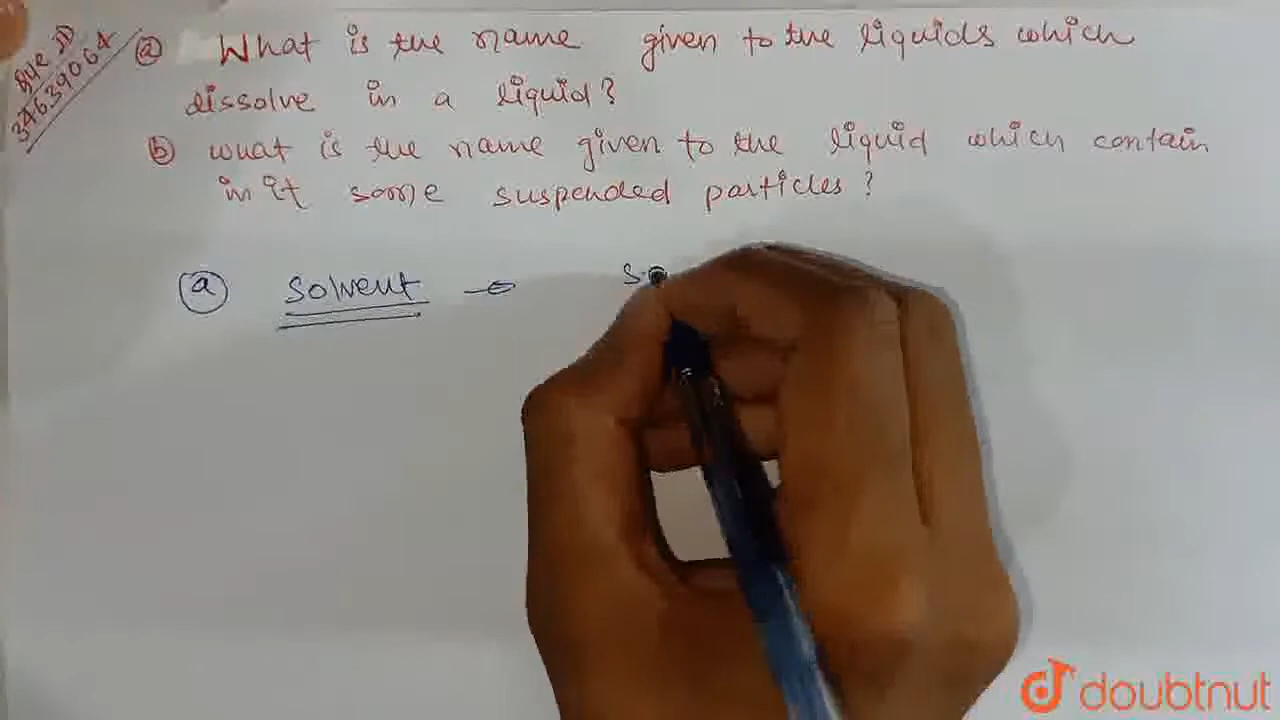 Que ID
34639064
(a) What is the name given to the liquids which
dissolve in a liquid?
(b) what is the name given to the liquid which contain
in it some suspended particles?
(a) Solvent →
doubtnut